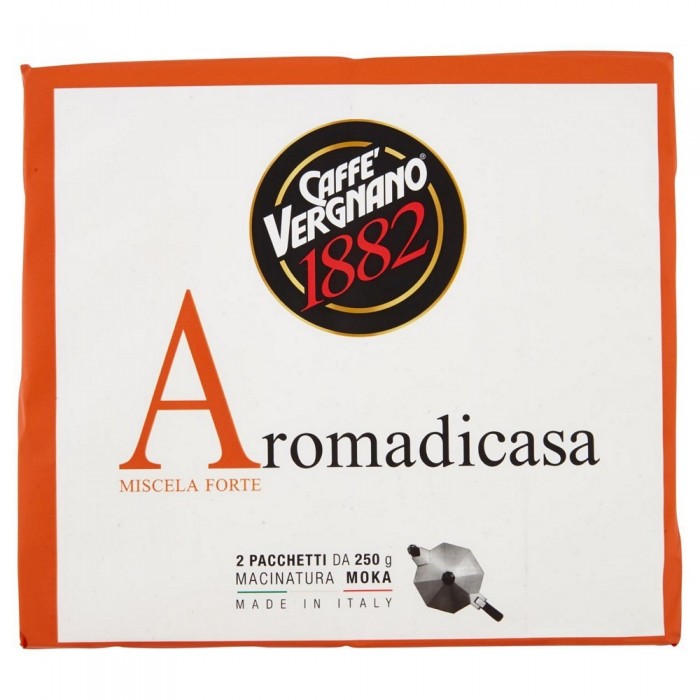 CAFFE'
VERGNANO®
1882
Aromadicasa
MISCELA FORTE
2 PACCHETTI DA 250 g
MACINATURA MOKA
MADE IN ITALY